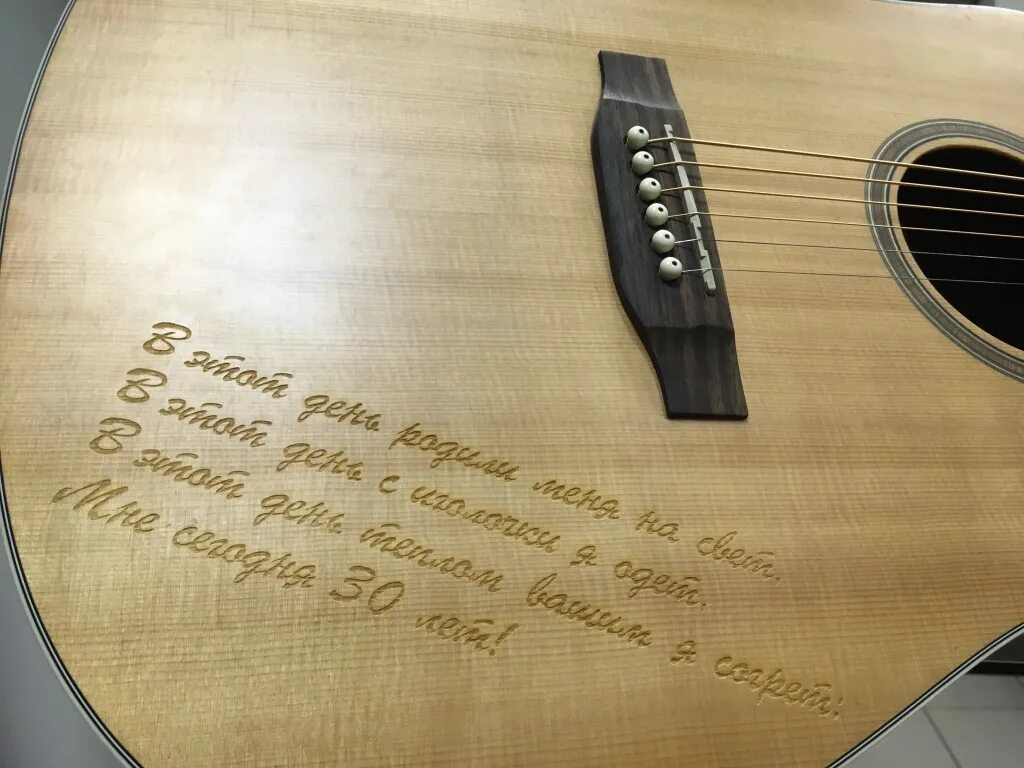 В этот день родили меня на свет.
В этот день с иголочки я одет.
В этот день теплом вашим я согрет:
Мне сегодня 30 лет!